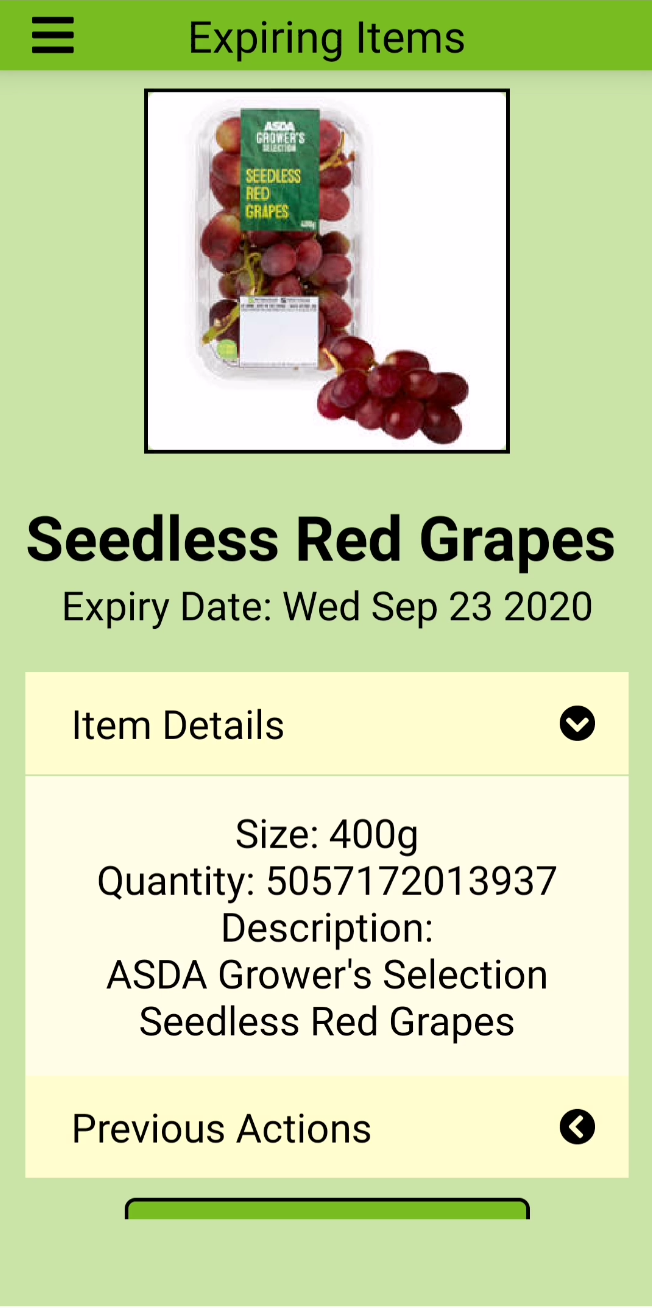 Expiring Items
ASDA
GROWER'S
SELECTION
SEEDLESS
RED
GRAPES
400g
Seedless Red Grapes
Expiry Date: Wed Sep 23 2020
Item Details
Size: 400g
Quantity: 5057172013937
Description:
ASDA Grower's Selection
Seedless Red Grapes
Previous Actions